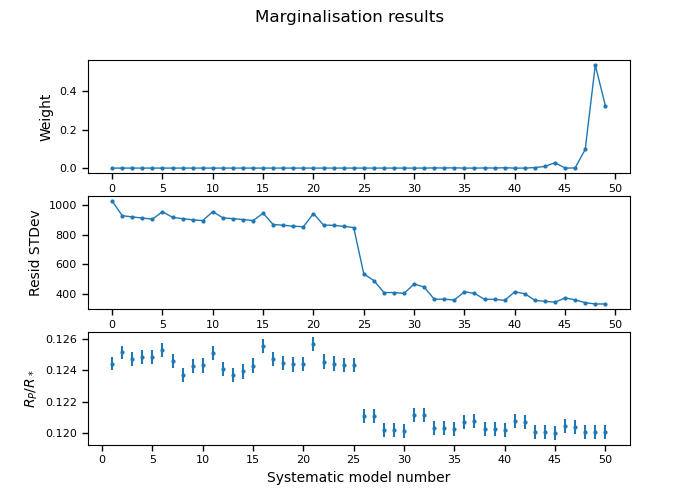 Marginalisation results
0.4
0.2
0.0
Weight
0 5 10 15 20 25 30 35 40 45 50
1000
800
600
400
Resid STDev
0 5 10 15 20 25 30 35 40 45 50
0.126
0.124
0.122
0.120
R_P/R_*
0 5 10 15 20 25 30 35 40 45 50
Systematic model number